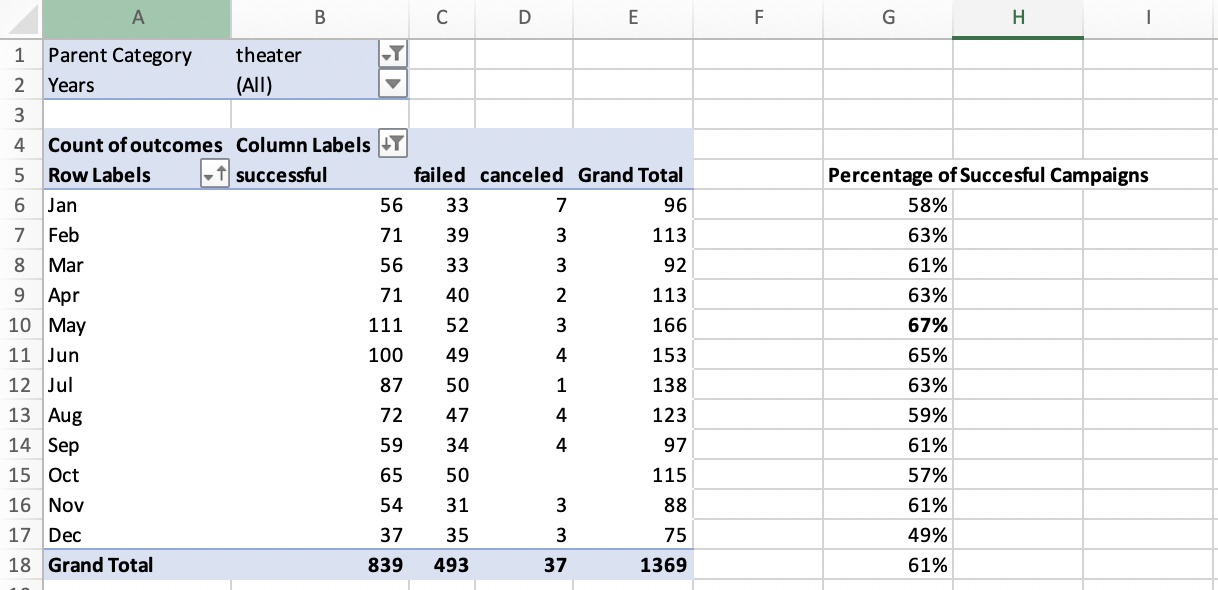 A B C D E F G H I
1 Parent Category theater
2 Years (All)
3
4 Count of outcomes Column Labels
5 Row Labels successful failed canceled Grand Total Percentage of Succesful Campaigns
6 Jan 56 33 7 96 58%
7 Feb 71 39 3 113 63%
8 Mar 56 33 3 92 61%
9 Apr 71 40 2 113 63%
10 May 111 52 3 166 67%
11 Jun 100 49 4 153 65%
12 Jul 87 50 1 138 63%
13 Aug 72 47 4 123 59%
14 Sep 59 34 4 97 61%
15 Oct 65 50 115 57%
16 Nov 54 31 3 88 61%
17 Dec 37 35 3 75 49%
18 Grand Total 839 493 37 1369 61%